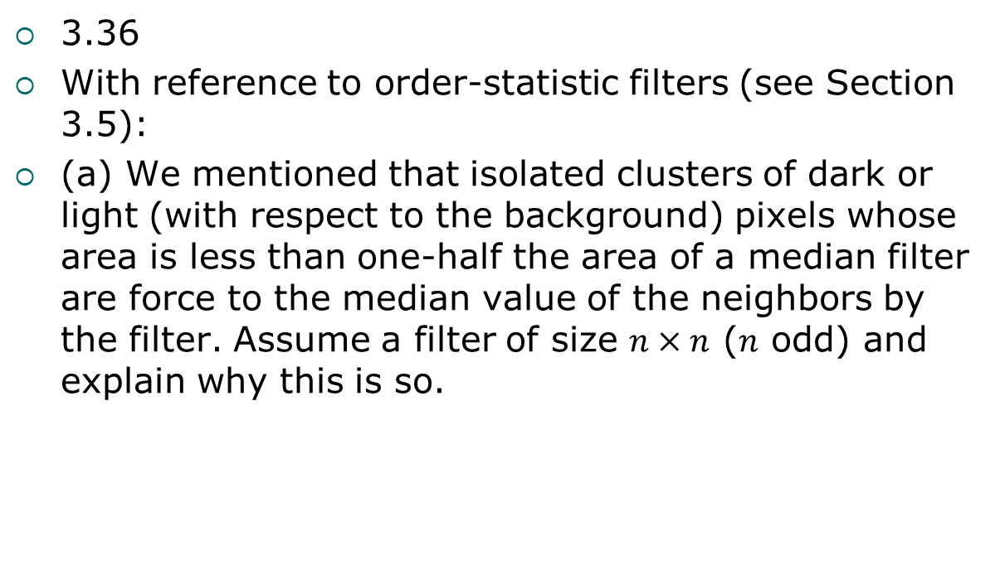 3.36
With reference to order-statistic filters (see Section
3.5):
(a) We mentioned that isolated clusters of dark or
light (with respect to the background) pixels whose
area is less than one-half the area of a median filter
are force to the median value of the neighbors by
the filter. Assume a filter of size n × n (n odd) and
explain why this is so.